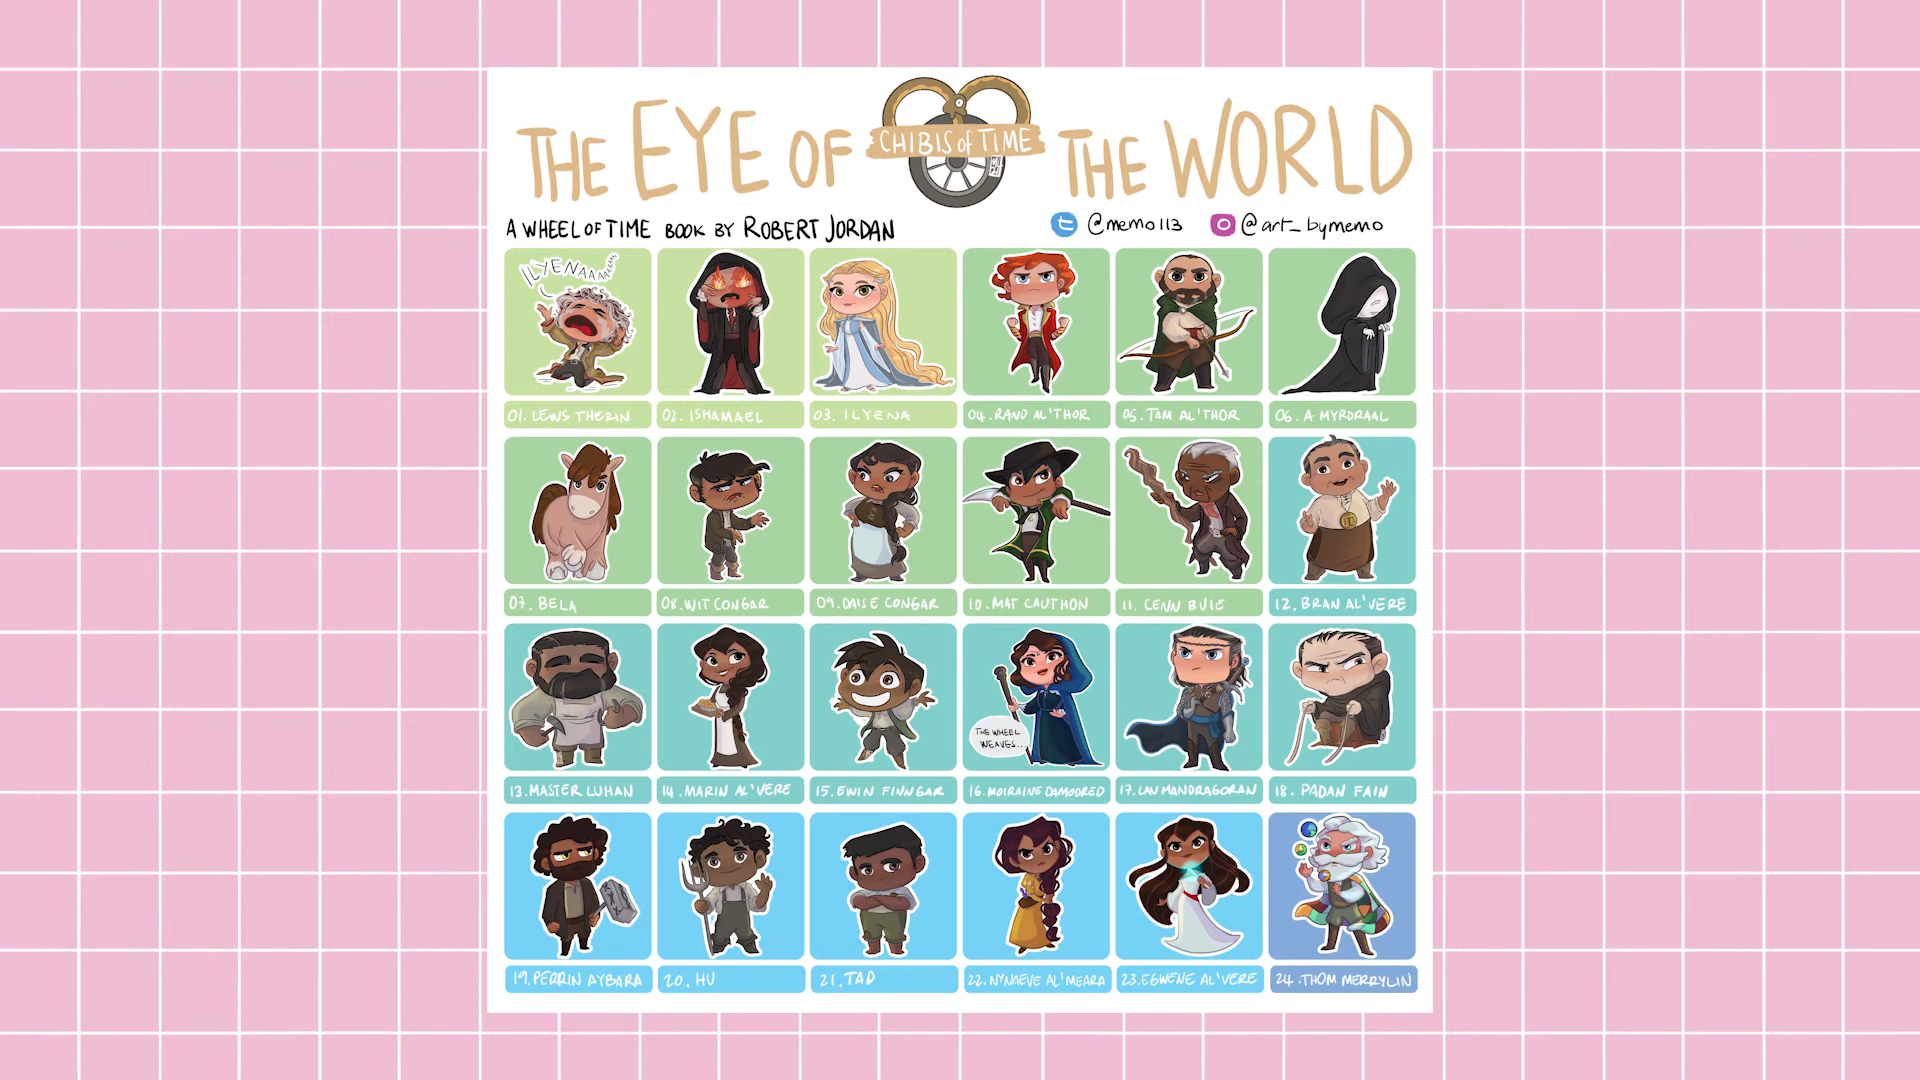 THE EYE OF THE WORLD
CHIBIS of TIME
A WHEEL OF TIME BOOK BY ROBERT JORDAN
@memo113
@art_bymemo
ILYENAAAAAAAA
01. LEWS THERIN
02. ISHAMAEL
03. ILYENA
04. RAND AL'THOR
05. TAM AL'THOR
06. A MYRDRAAL
07. BELA
08. WIT CONGAR
09. DAISE CONGAR
10. MAT CAUTHON
11. CENN BUIE
12. BRAN AL'VERE
THE WHEEL
WEAVES...
13. MASTER LUHAN
14. MARIN AL'VERE
15. EWIN FINNGAR
16. MOIRAINE DAMODRED
17. LAN MANDRAGORAN
18. PADAN FAIN
19. PERRIN AYBARA
20. HU
21. TAD
22. NYNAEVE AL'MEARA
23. EGWENE AL'VERE
24. THOM MERRYLIN